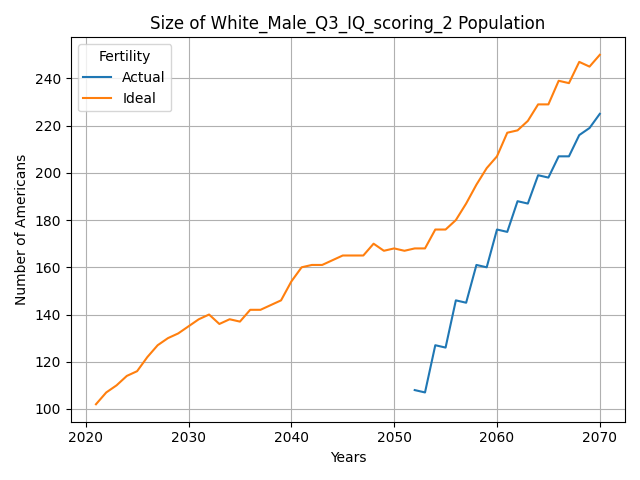 Size of White_Male_Q3_IQ_scoring_2 Population
Fertility
Actual
Ideal
240
220
200
180
160
140
120
100
Number of Americans
2020 2030 2040 2050 2060 2070
Years